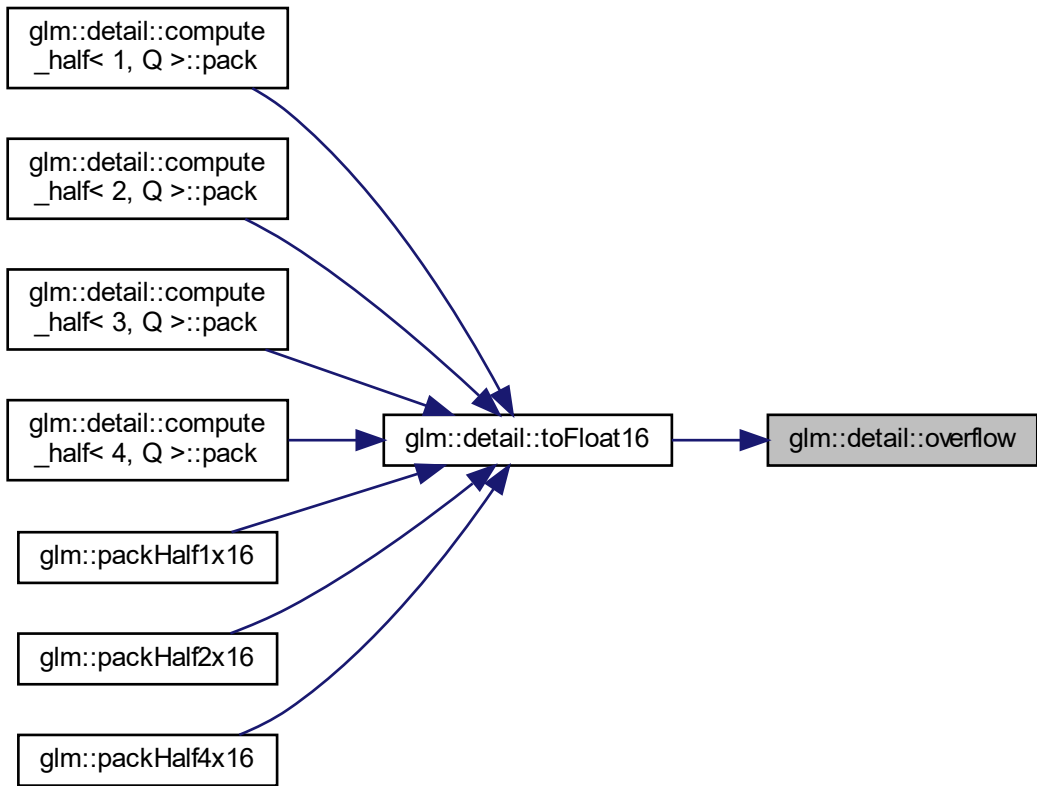 glm::detail::compute
_half< 1, Q >::pack
glm::detail::compute
_half< 2, Q >::pack
glm::detail::compute
_half< 3, Q >::pack
glm::detail::compute
_half< 4, Q >::pack
glm::detail::toFloat16
glm::detail::overflow
glm::packHalf1x16
glm::packHalf2x16
glm::packHalf4x16